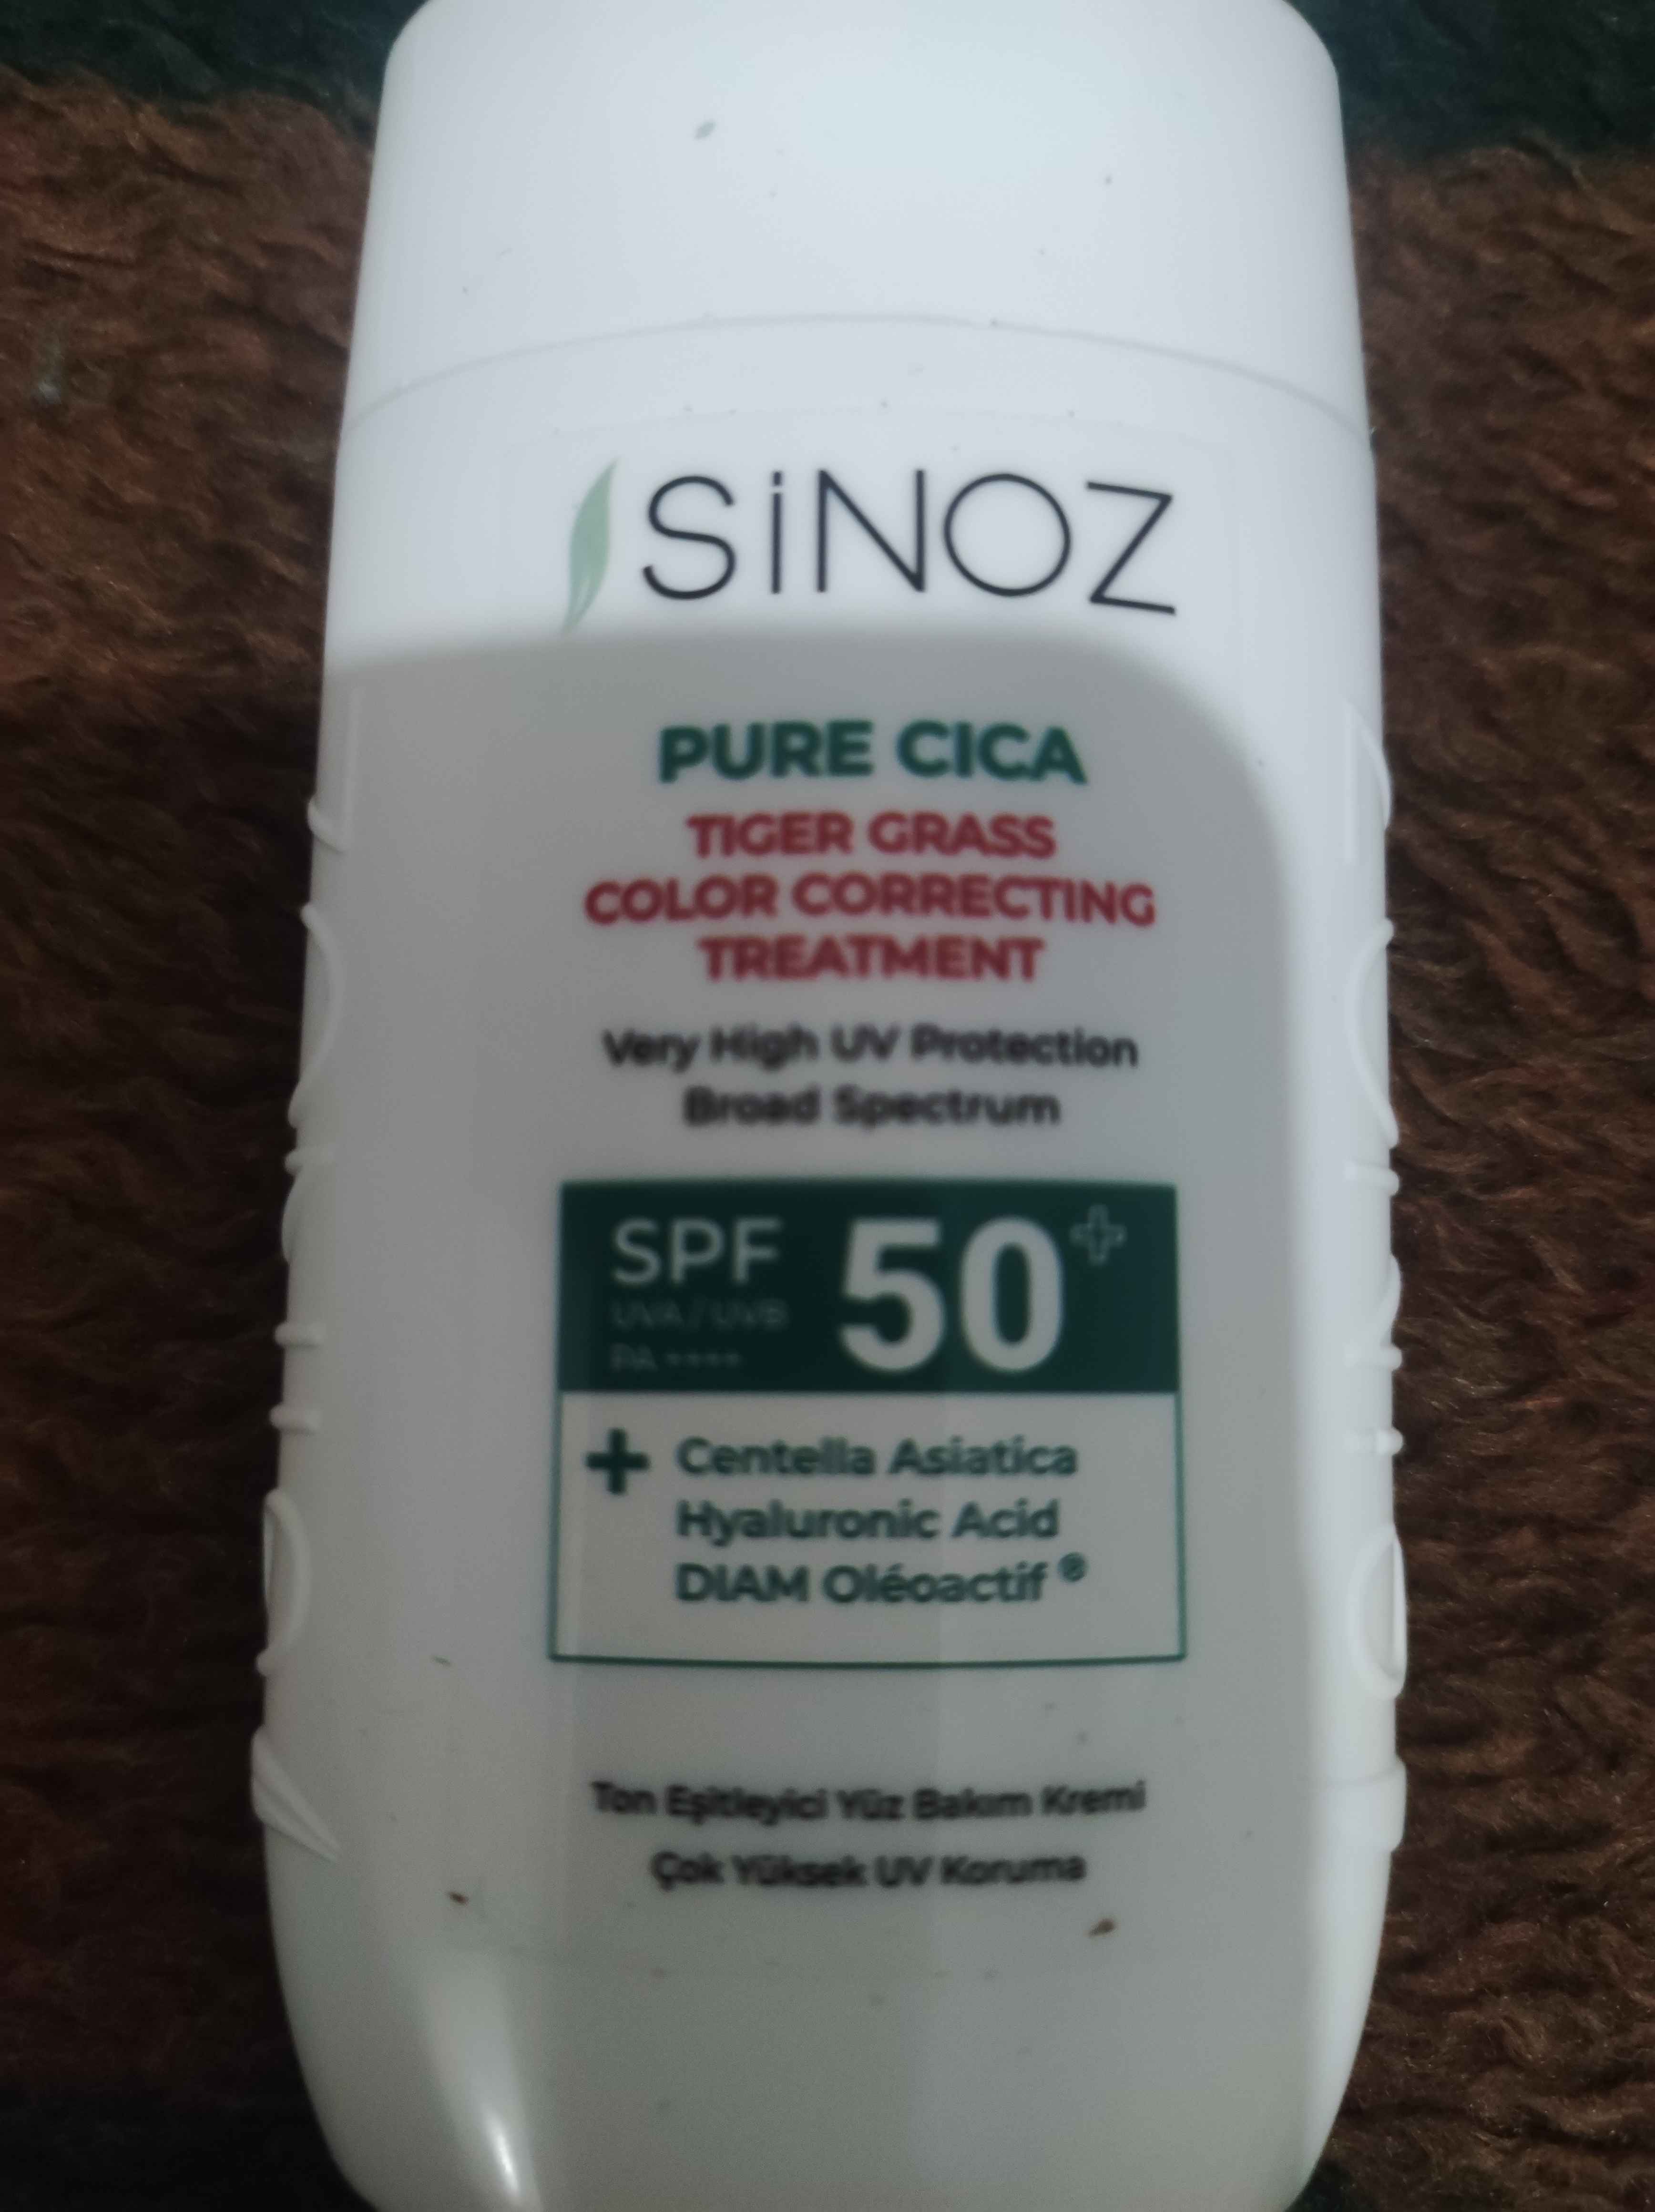 SiNOZ
PURE CICA
TIGER GRASS
COLOR CORRECTING
TREATMENT
Very High UV Protection
Broad Spectrum
SPF 50+
UVA / UVB
PA ++++
+ Centella Asiatica
Hyaluronic Acid
DIAM Oléoactif ®
Ton Eşitleyici Yüz Bakım Kremi
Çok Yüksek UV Koruma